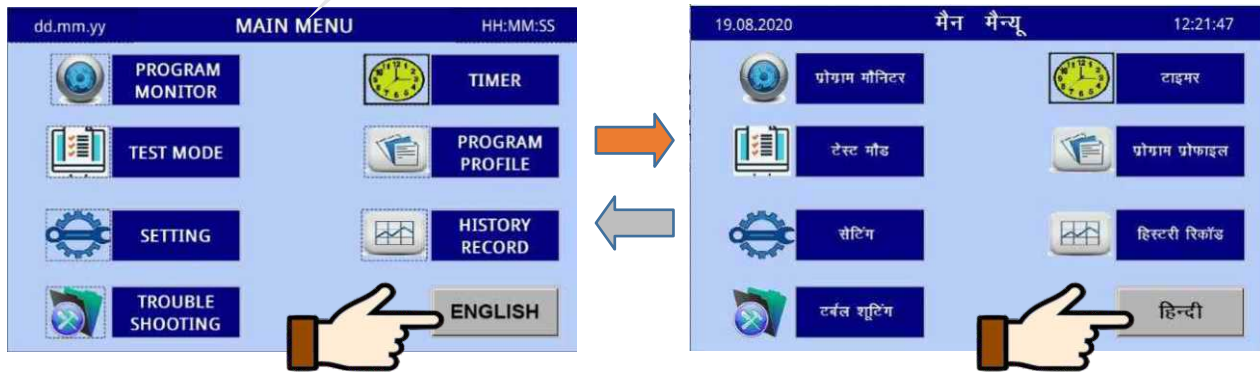 dd.mm.yy MAIN MENU HH:MM:SS
PROGRAM
MONITOR
TIMER
TEST MODE
PROGRAM
PROFILE
SETTING
HISTORY
RECORD
TROUBLE
SHOOTING
ENGLISH
19.08.2020 मैन मैन्यू 12:21:47
प्रोग्राम मौनिटर
टाइमर
टेस्ट मौड
प्रोग्राम प्रोफाइल
सेटिंग
हिस्टरी रिकॉड
टर्बल शूटिंग
हिन्दी